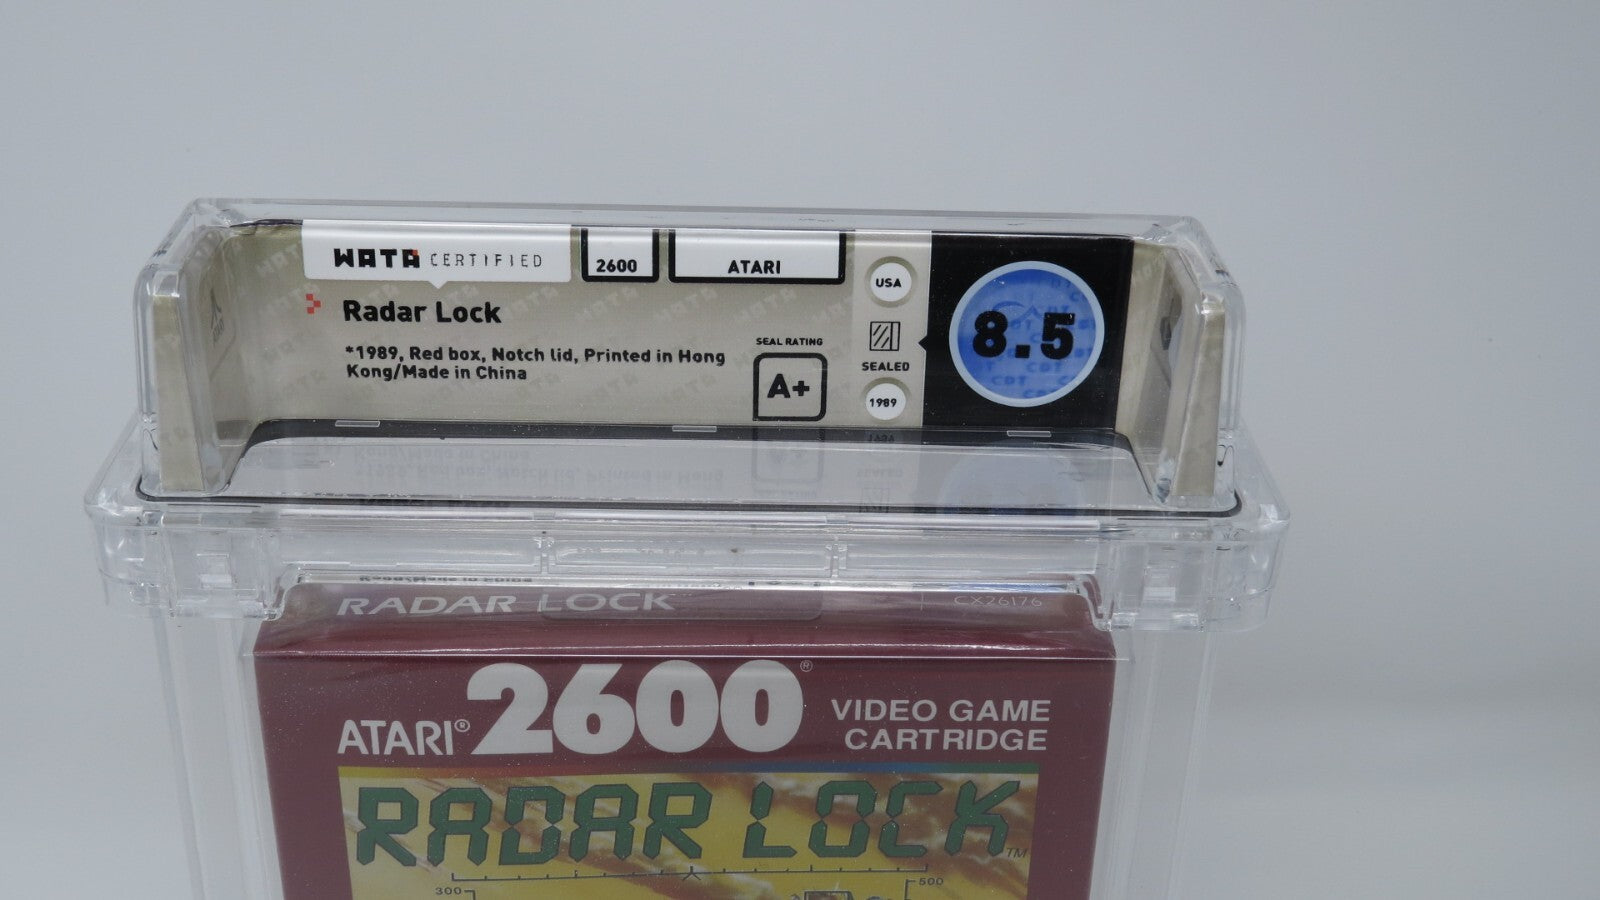 WATA CERTIFIED
2600
ATARI
Radar Lock
*1989, Red box, Notch lid, Printed in Hong
Kong/Made in China
SEAL RATING
A+
USA
SEALED
1989
8.5
RADAR LOCK
CX26176
ATARI® 2600®
VIDEO GAME
CARTRIDGE
RADAR LOCK™
300
500